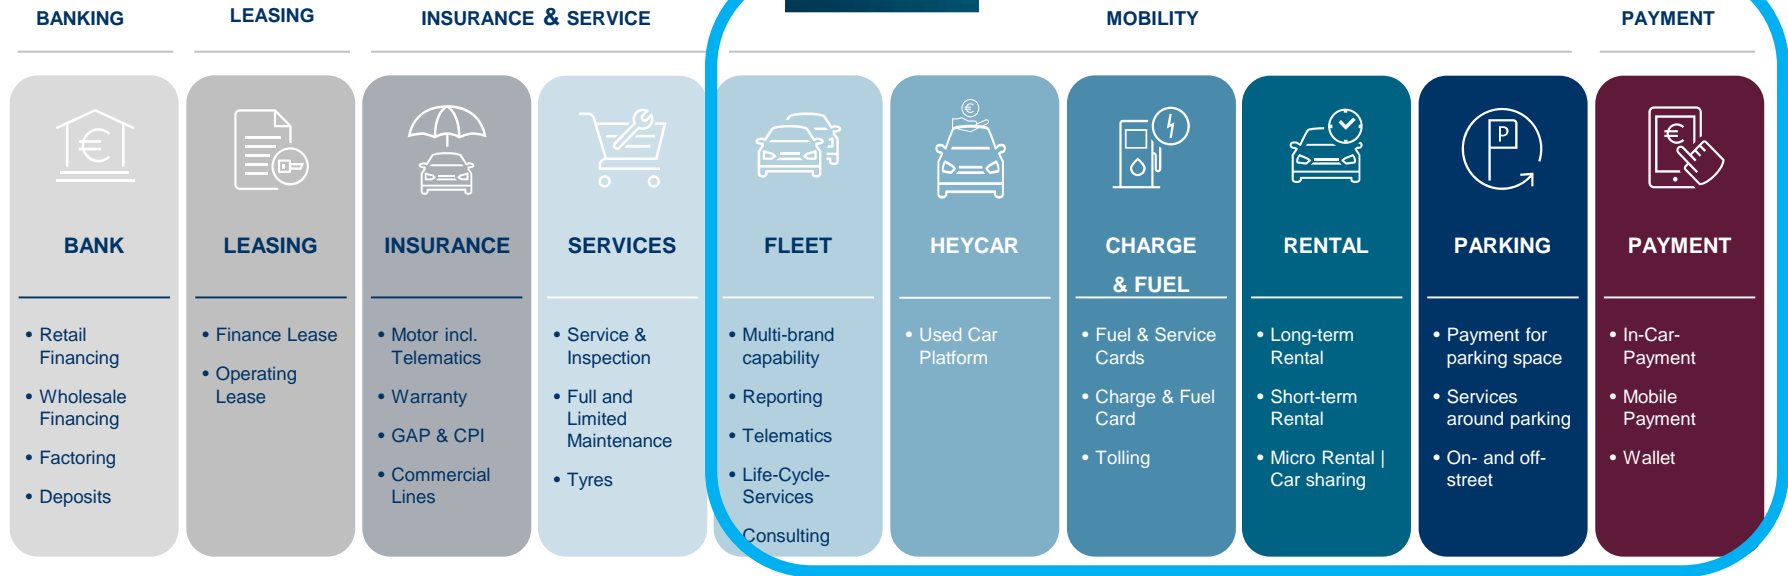 BANKING
LEASING
INSURANCE & SERVICE
MOBILITY
PAYMENT
€
BANK
• Retail
Financing
• Wholesale
Financing
• Factoring
• Deposits
LEASING
• Finance Lease
• Operating
Lease
INSURANCE
• Motor incl.
Telematics
• Warranty
• GAP & CPI
• Commercial
Lines
SERVICES
• Service &
Inspection
• Full and
Limited
Maintenance
• Tyres
FLEET
• Multi-brand
capability
• Reporting
• Telematics
• Life-Cycle-
Services
Consulting
€
HEYCAR
• Used Car
Platform
CHARGE
& FUEL
• Fuel & Service
Cards
• Charge & Fuel
Card
• Tolling
RENTAL
• Long-term
Rental
• Short-term
Rental
• Micro Rental |
Car sharing
P
PARKING
• Payment for
parking space
• Services
around parking
• On- and off-
street
€
PAYMENT
• In-Car-
Payment
• Mobile
Payment
• Wallet